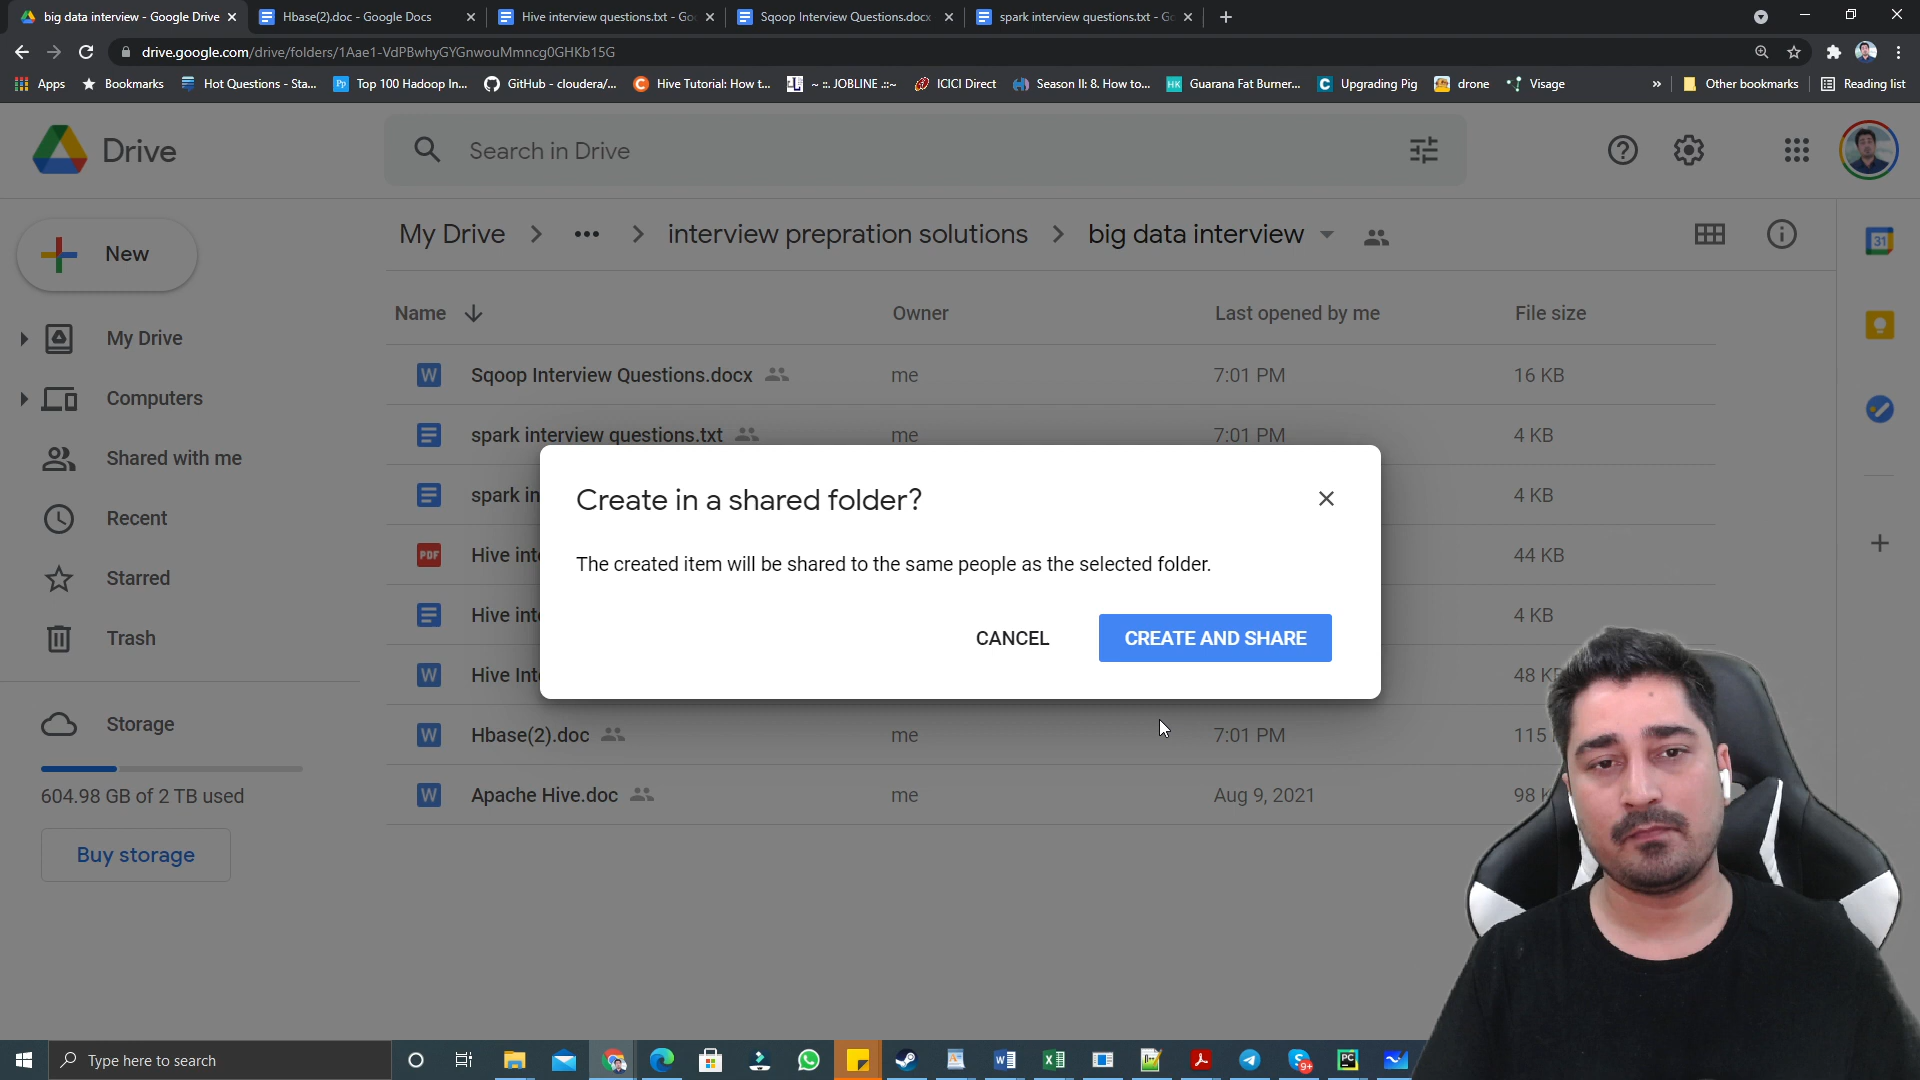 big data interview - Google Drive
Hbase(2).doc - Google Docs
Hive interview questions.txt - Go
Sqoop Interview Questions.docx
spark interview questions.txt - G
drive.google.com/drive/folders/1Aae1-VdPBwhyGYGnwouMmncg0GHKb15G
Apps
Bookmarks
Hot Questions - Sta...
Top 100 Hadoop In...
GitHub - cloudera/...
Hive Tutorial: How t...
~ ::. JOBLINE .::~
ICICI Direct
Season II: 8. How to...
Guarana Fat Burner...
Upgrading Pig
drone
Visage
»
Other bookmarks
Reading list
Drive
Search in Drive
New
My Drive
Computers
Shared with me
Recent
Starred
Trash
Storage
604.98 GB of 2 TB used
Buy storage
My Drive > ... > interview prepration solutions > big data interview
Name
Owner
Last opened by me
File size
Sqoop Interview Questions.docx me 7:01 PM 16 KB
spark interview questions.txt me 7:01 PM 4 KB
spark in 4 KB
PDF Hive int 44 KB
Hive int 4 KB
Hive Int 48 K
Hbase(2).doc me 7:01 PM 115
Apache Hive.doc me Aug 9, 2021 98
Create in a shared folder?
The created item will be shared to the same people as the selected folder.
CANCEL
CREATE AND SHARE
31
Type here to search